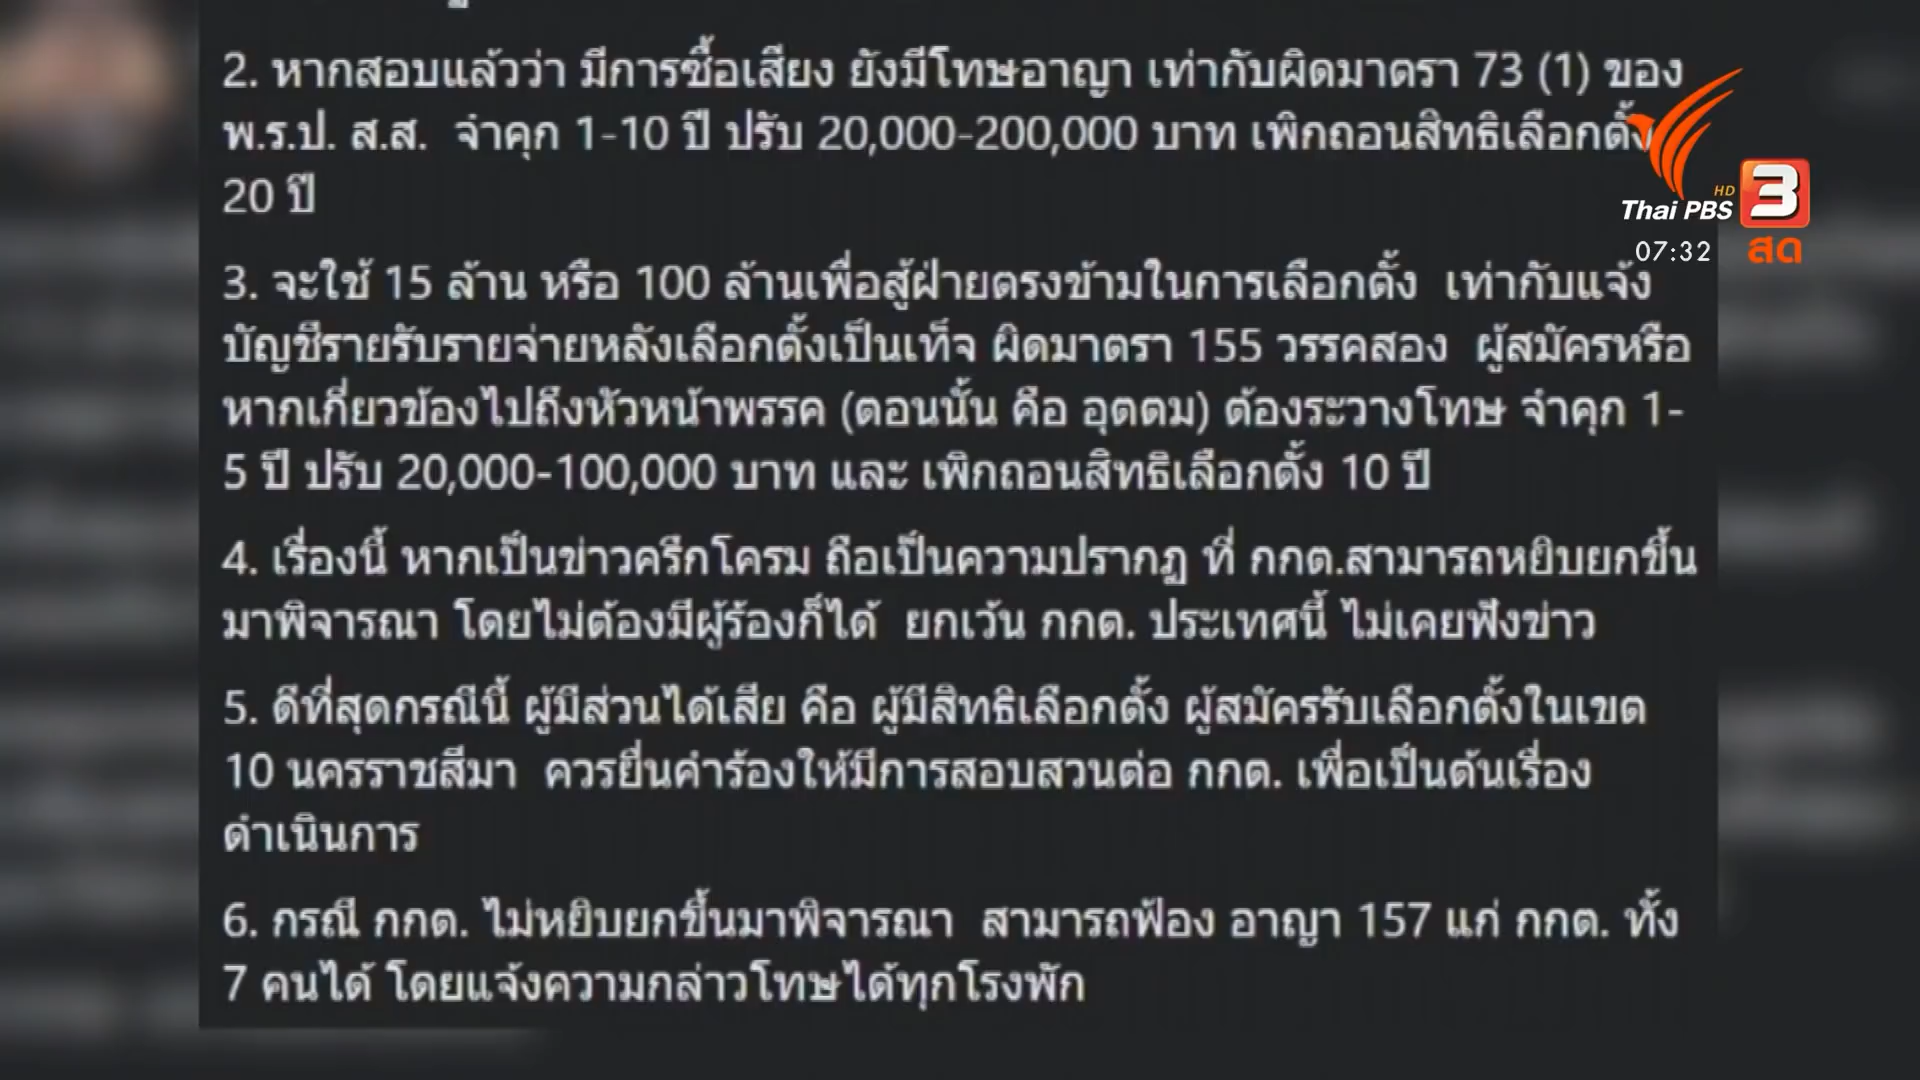 2. หากสอบแล้วว่า มีการซื้อเสียง ยังมีโทษอาญา เท่ากับผิดมาตรา 73 (1) ของ
พ.ร.ป. ส.ส.  จำคุก 1-10 ปี ปรับ 20,000-200,000 บาท เพิกถอนสิทธิเลือกตั้ง
20 ปี
HD
Thai PBS 3
07:32 สด
3. จะใช้ 15 ล้าน หรือ 100 ล้านเพื่อสู้ฝ่ายตรงข้ามในการเลือกตั้ง  เท่ากับแจ้ง
บัญชีรายรับรายจ่ายหลังเลือกตั้งเป็นเท็จ ผิดมาตรา 155 วรรคสอง  ผู้สมัครหรือ
หากเกี่ยวข้องไปถึงหัวหน้าพรรค (ตอนนั้น คือ อุตตม) ต้องระวางโทษ จำคุก 1-
5 ปี ปรับ 20,000-100,000 บาท และ เพิกถอนสิทธิเลือกตั้ง 10 ปี
4. เรื่องนี้ หากเป็นข่าวครึกโครม ถือเป็นความปรากฏ ที่ กกต.สามารถหยิบยกขึ้น
มาพิจารณา โดยไม่ต้องมีผู้ร้องก็ได้  ยกเว้น กกต. ประเทศนี้ ไม่เคยฟังข่าว
5. ดีที่สุดกรณีนี้ ผู้มีส่วนได้เสีย คือ ผู้มีสิทธิเลือกตั้ง ผู้สมัครรับเลือกตั้งในเขต
10 นครราชสีมา  ควรยื่นคำร้องให้มีการสอบสวนต่อ กกต. เพื่อเป็นต้นเรื่อง
ดำเนินการ
6. กรณี กกต. ไม่หยิบยกขึ้นมาพิจารณา  สามารถฟ้อง อาญา 157 แก่ กกต. ทั้ง
7 คนได้ โดยแจ้งความกล่าวโทษได้ทุกโรงพัก